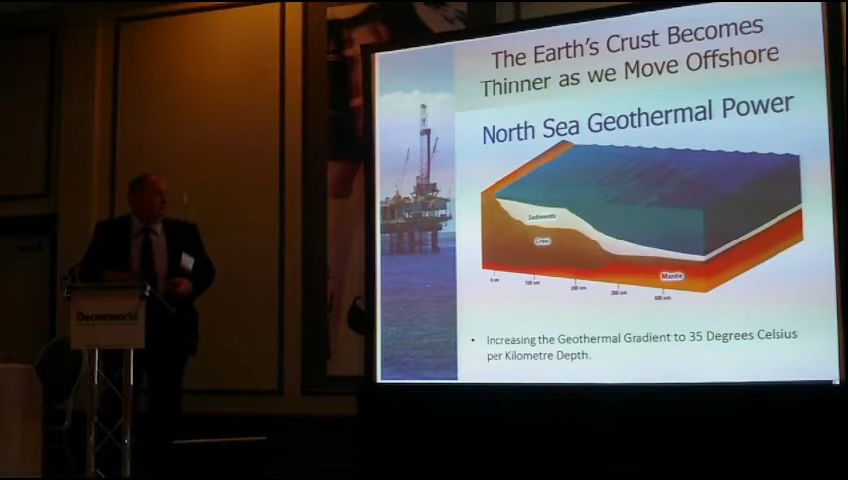 The Earth's Crust Becomes
Thinner as we Move Offshore
North Sea Geothermal Power
Sediments
Crust
Mantle
• Increasing the Geothermal Gradient to 35 Degrees Celsius
per Kilometre Depth.
Decomworld